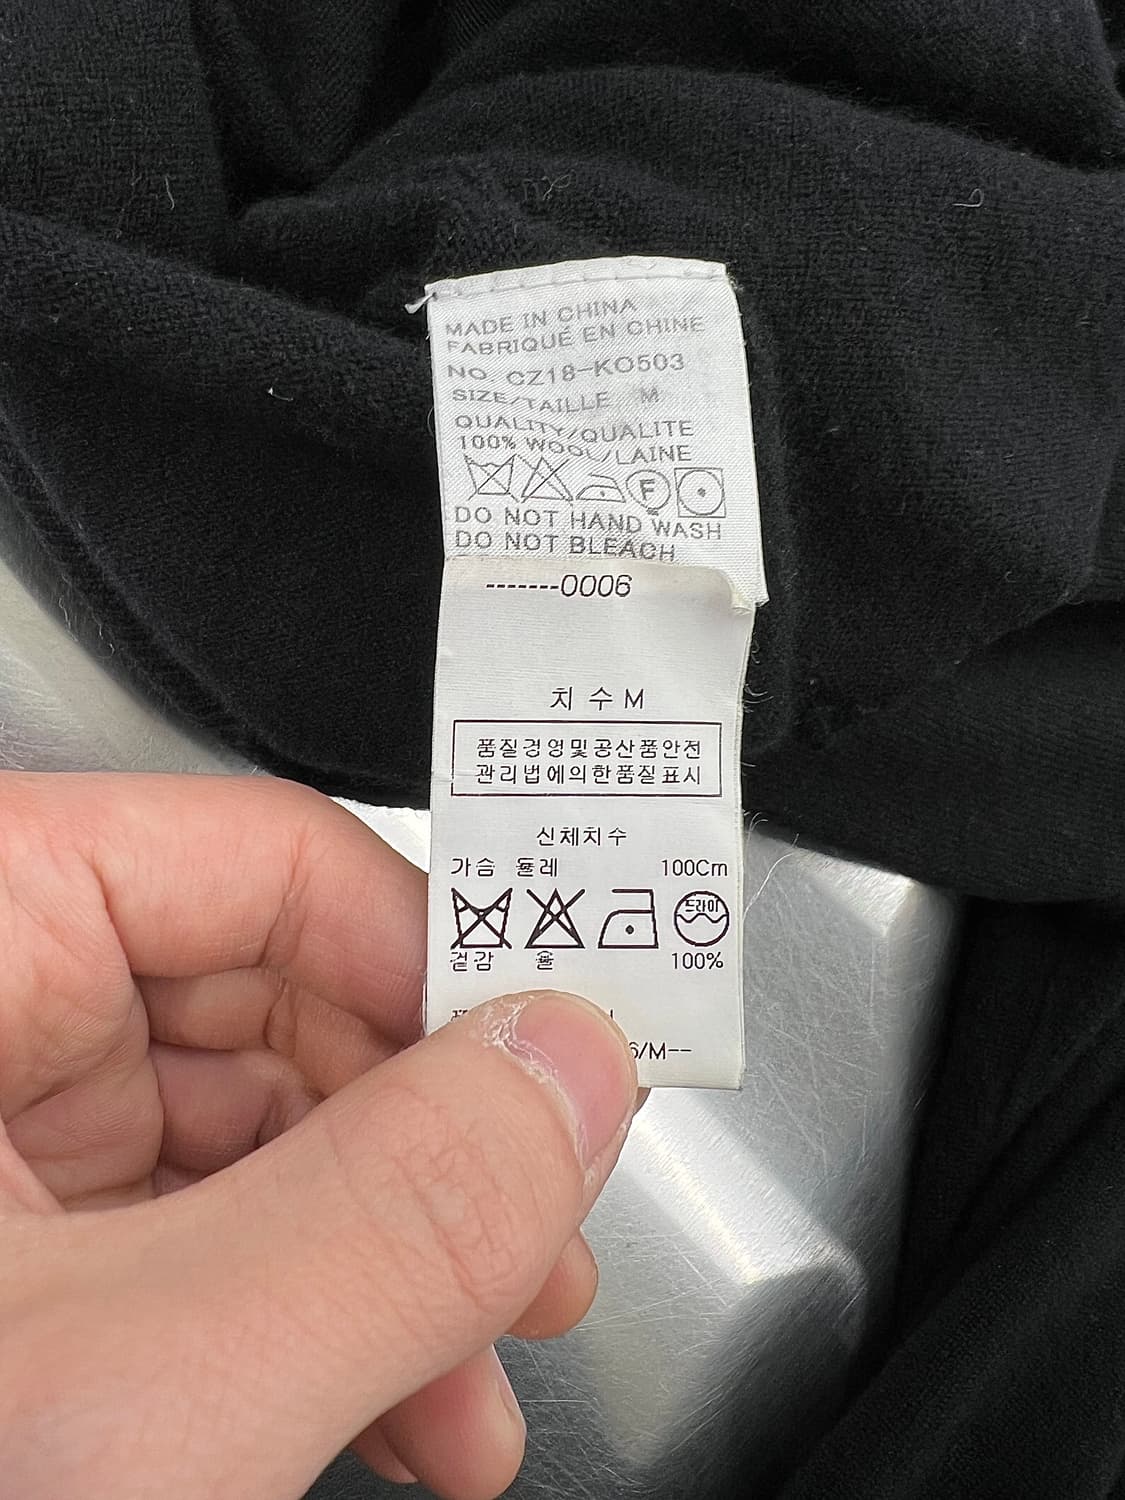 MADE IN CHINA
FABRIQUÉ EN CHINE
NO. CZ18-KO503
SIZE/TAILLE M
QUALITY/QUALITE
100% WOOL/LAINE
F
DO NOT HAND WASH
DO NOT BLEACH
-------0006
치수 M
품질경영및공산품안전
관리법에의한품질표시
신체치수
가슴 둘레 100Cm
드라이
겉감 울 100%
6/M--